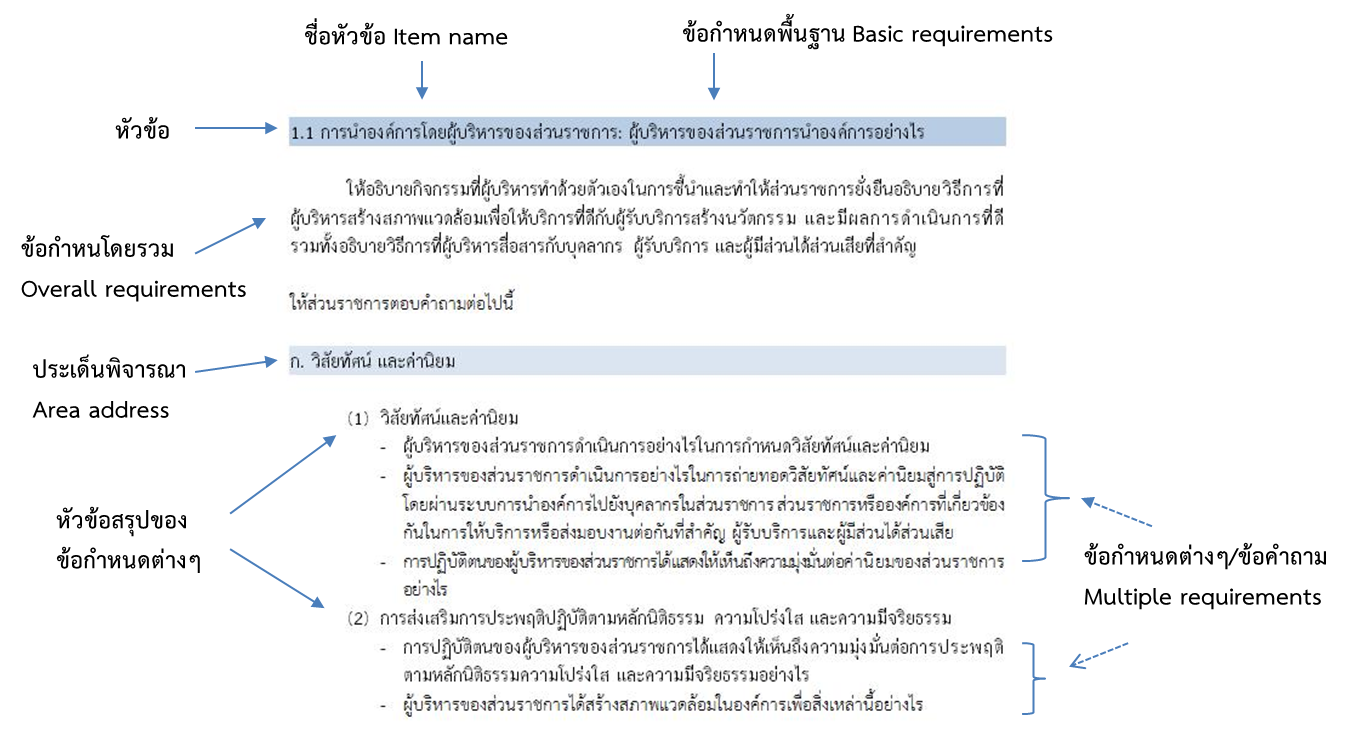 ชื่อหัวข้อ Item name
ข้อกำหนดพื้นฐาน Basic requirements
หัวข้อ
1.1 การนำองค์การโดยผู้บริหารของส่วนราชการ: ผู้บริหารของส่วนราชการนำองค์การอย่างไร
ให้อธิบายกิจกรรมที่ผู้บริหารทำด้วยตัวเองในการชี้นำและทำให้ส่วนราชการยั่งยืนอธิบายวิธีการที่
ผู้บริหารสร้างสภาพแวดล้อมเพื่อให้บริการที่ดีกับผู้รับบริการสร้างนวัตกรรม และมีผลการดำเนินการที่ดี
รวมทั้งอธิบายวิธีการที่ผู้บริหารสื่อสารกับบุคลากร ผู้รับบริการ และผู้มีส่วนได้ส่วนเสียที่สำคัญ
ข้อกำหนโดยรวม
Overall requirements
ให้ส่วนราชการตอบคำถามต่อไปนี้
ประเด็นพิจารณา
Area address
ก. วิสัยทัศน์ และค่านิยม
(1) วิสัยทัศน์และค่านิยม
- ผู้บริหารของส่วนราชการดำเนินการอย่างไรในการกำหนดวิสัยทัศน์และค่านิยม
- ผู้บริหารของส่วนราชการดำเนินการอย่างไรในการถ่ายทอดวิสัยทัศน์และค่านิยมสู่การปฏิบัติ
โดยผ่านระบบการนำองค์การไปยังบุคลากรในส่วนราชการ ส่วนราชการหรือองค์การที่เกี่ยวข้อง
กันในการให้บริการหรือส่งมอบงานต่อกันที่สำคัญ ผู้รับบริการและผู้มีส่วนได้ส่วนเสีย
- การปฏิบัติตนของผู้บริหารของส่วนราชการได้แสดงให้เห็นถึงความมุ่งมั่นต่อค่านิยมของส่วนราชการ
อย่างไร
หัวข้อสรุปของ
ข้อกำหนดต่างๆ
(2) การส่งเสริมการประพฤติปฏิบัติตามหลักนิติธรรม ความโปร่งใส และความมีจริยธรรม
- การปฏิบัติตนของผู้บริหารของส่วนราชการได้แสดงให้เห็นถึงความมุ่งมั่นต่อการประพฤติ
ตามหลักนิติธรรมความโปร่งใส และความมีจริยธรรมอย่างไร
- ผู้บริหารของส่วนราชการได้สร้างสภาพแวดล้อมในองค์การเพื่อสิ่งเหล่านี้อย่างไร
ข้อกำหนดต่างๆ/ข้อคำถาม
Multiple requirements